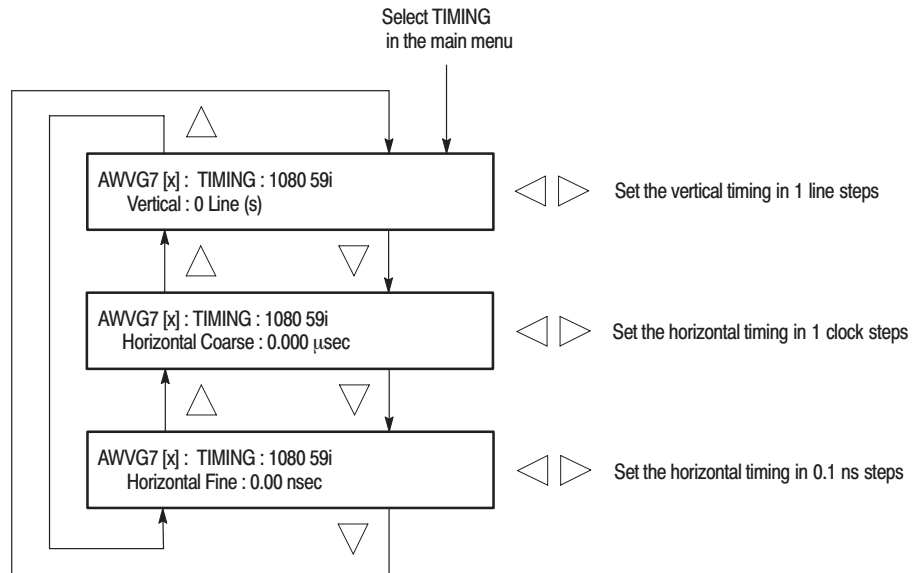 Select TIMING
in the main menu
AWVG7 [x] : TIMING : 1080 59i
Vertical : 0 Line (s)
Set the vertical timing in 1 line steps
AWVG7 [x] : TIMING : 1080 59i
Horizontal Coarse : 0.000 μsec
Set the horizontal timing in 1 clock steps
AWVG7 [x] : TIMING : 1080 59i
Horizontal Fine : 0.00 nsec
Set the horizontal timing in 0.1 ns steps